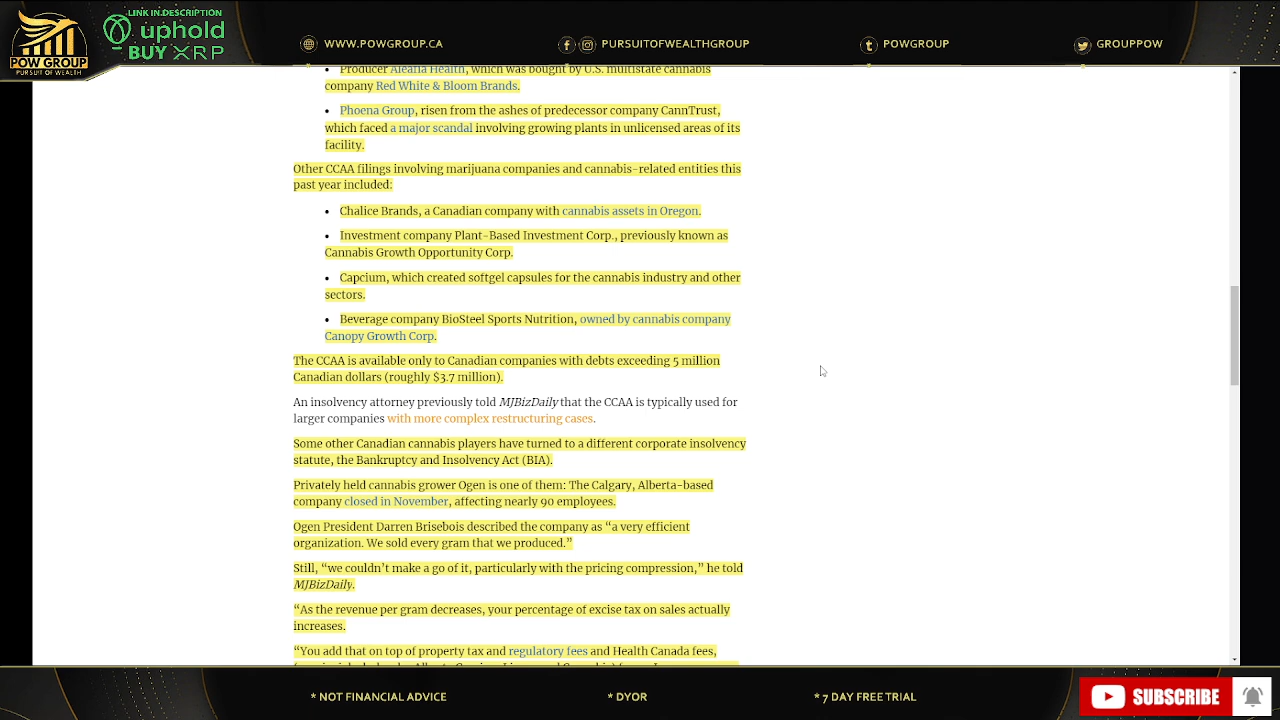 LINK IN DESCRIPTION
uphold
BUY XRP
POW GROUP
PURSUIT OF WEALTH
WWW.POWGROUP.CA
PURSUITOFWEALTHGROUP
POWGROUP
GROUPPOW
• Producer Aleafia Health, which was bought by U.S. multistate cannabis
company Red White & Bloom Brands.
• Phoena Group, risen from the ashes of predecessor company CannTrust,
which faced a major scandal involving growing plants in unlicensed areas of its
facility.
Other CCAA filings involving marijuana companies and cannabis-related entities this
past year included:
• Chalice Brands, a Canadian company with cannabis assets in Oregon.
• Investment company Plant-Based Investment Corp., previously known as
Cannabis Growth Opportunity Corp.
• Capcium, which created softgel capsules for the cannabis industry and other
sectors.
• Beverage company BioSteel Sports Nutrition, owned by cannabis company
Canopy Growth Corp.
The CCAA is available only to Canadian companies with debts exceeding 5 million
Canadian dollars (roughly $3.7 million).
An insolvency attorney previously told MJBizDaily that the CCAA is typically used for
larger companies with more complex restructuring cases.
Some other Canadian cannabis players have turned to a different corporate insolvency
statute, the Bankruptcy and Insolvency Act (BIA).
Privately held cannabis grower Ogen is one of them: The Calgary, Alberta-based
company closed in November, affecting nearly 90 employees.
Ogen President Darren Brisebois described the company as “a very efficient
organization. We sold every gram that we produced.”
Still, “we couldn’t make a go of it, particularly with the pricing compression,” he told
MJBizDaily.
“As the revenue per gram decreases, your percentage of excise tax on sales actually
increases.
“You add that on top of property tax and regulatory fees and Health Canada fees,
* NOT FINANCIAL ADVICE
* DYOR
* 7 DAY FREE TRIAL
SUBSCRIBE